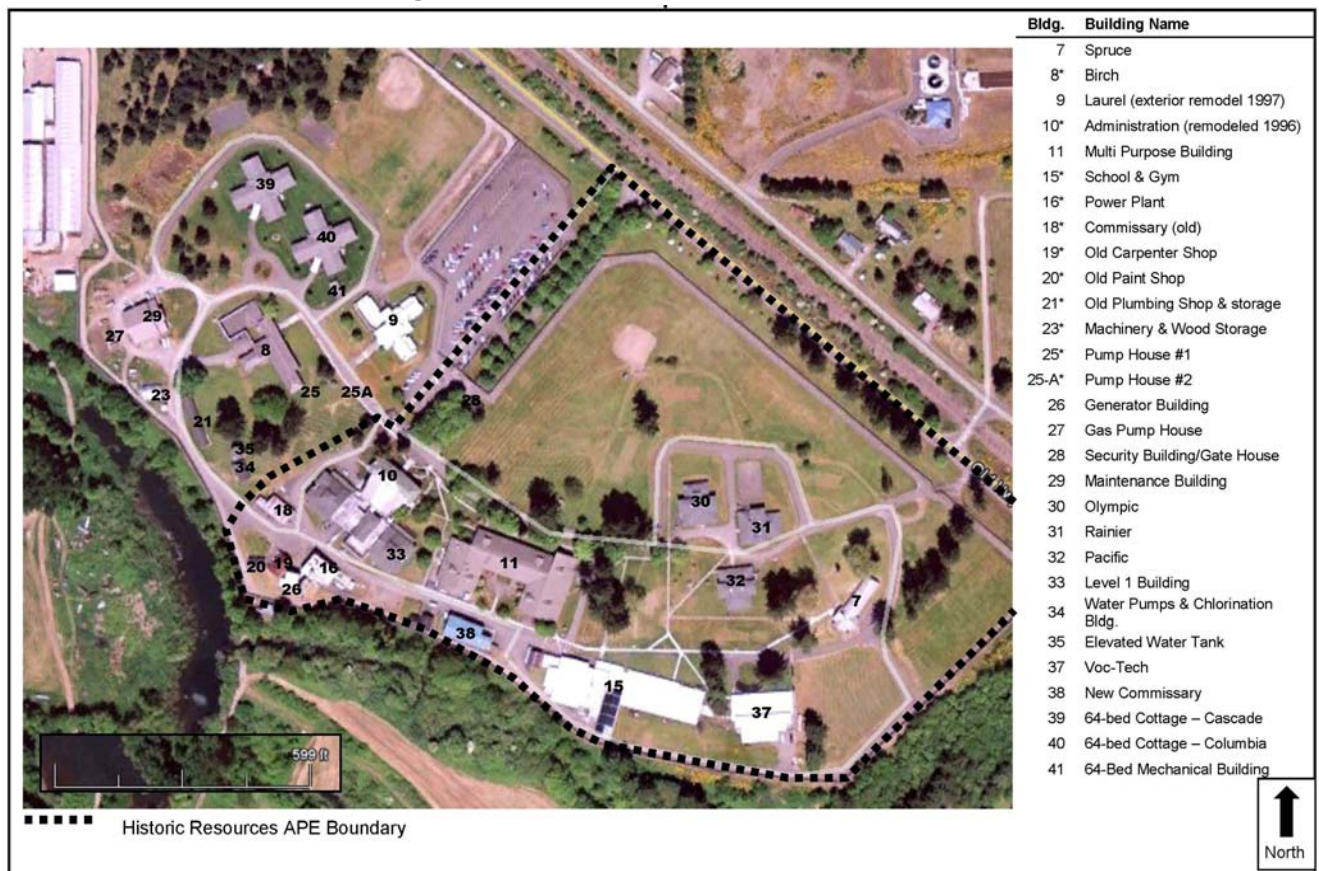 Bldg. Building Name
7 Spruce
8* Birch
9 Laurel (exterior remodel 1997)
10* Administration (remodeled 1996)
11 Multi Purpose Building
15* School & Gym
16* Power Plant
18* Commissary (old)
19* Old Carpenter Shop
20* Old Paint Shop
21* Old Plumbing Shop & storage
23* Machinery & Wood Storage
25* Pump House #1
25-A* Pump House #2
26 Generator Building
27 Gas Pump House
28 Security Building/Gate House
29 Maintenance Building
30 Olympic
31 Rainier
32 Pacific
33 Level 1 Building
34 Water Pumps & Chlorination
Bldg.
35 Elevated Water Tank
37 Voc-Tech
38 New Commissary
39 64-bed Cottage – Cascade
40 64-bed Cottage – Columbia
41 64-Bed Mechanical Building
39
40
41
29
27
9
8
23
25
25A
28
21
35
34
10
30
18
31
33
11
20
19
16
32
26
7
38
15
37
599 ft
Historic Resources APE Boundary
North